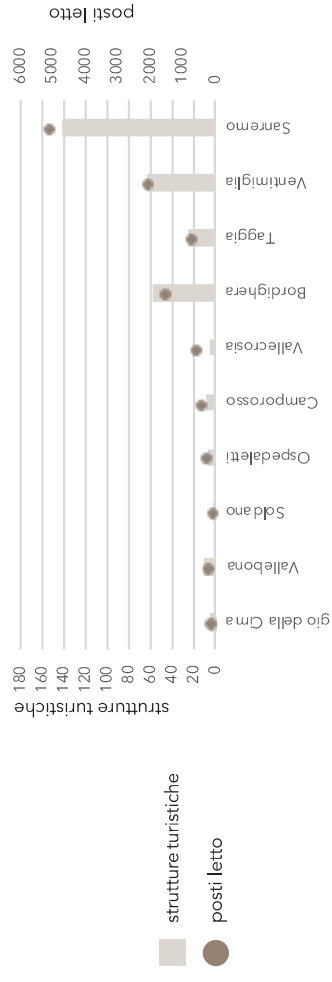 strutture turistiche
posti letto
180
160
140
120
100
80
60
40
20
0
6000
5000
4000
3000
2000
1000
0
gio della Cima
Vallebona
Soldano
Ospedaletti
Camporosso
Vallecrosia
Bordighera
Taggia
Ventimiglia
Sanremo
strutture turistiche
posti letto